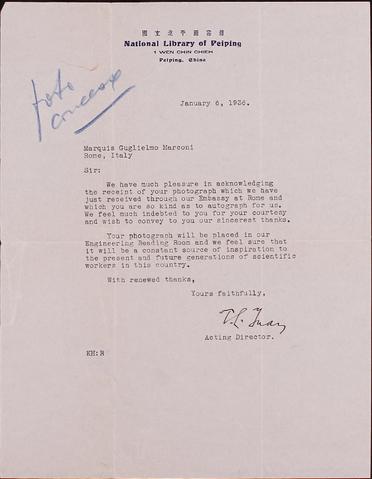 館書圖平北立國
National Library of Peiping
1 WEN CHIN CHIEH
Peiping, China
foto
January 6, 1936.
Marquis Guglielmo Marconi
Rome, Italy
Sir:
We have much pleasure in acknowledging
the receipt of your photograph which we have
just received through our Embassy at Rome and
which you are so kind as to autograph for us.
We feel much indebted to you for your courtesy
and wish to convey to you our sincerest thanks.
Your photograph will be placed in our
Engineering Reading Room and we feel sure that
it will be a constant source of inspiration to
the present and future generations of scientific
workers in this country.
With renewed thanks,
Yours faithfully,
T. L. Yuan
Acting Director.
KH:R